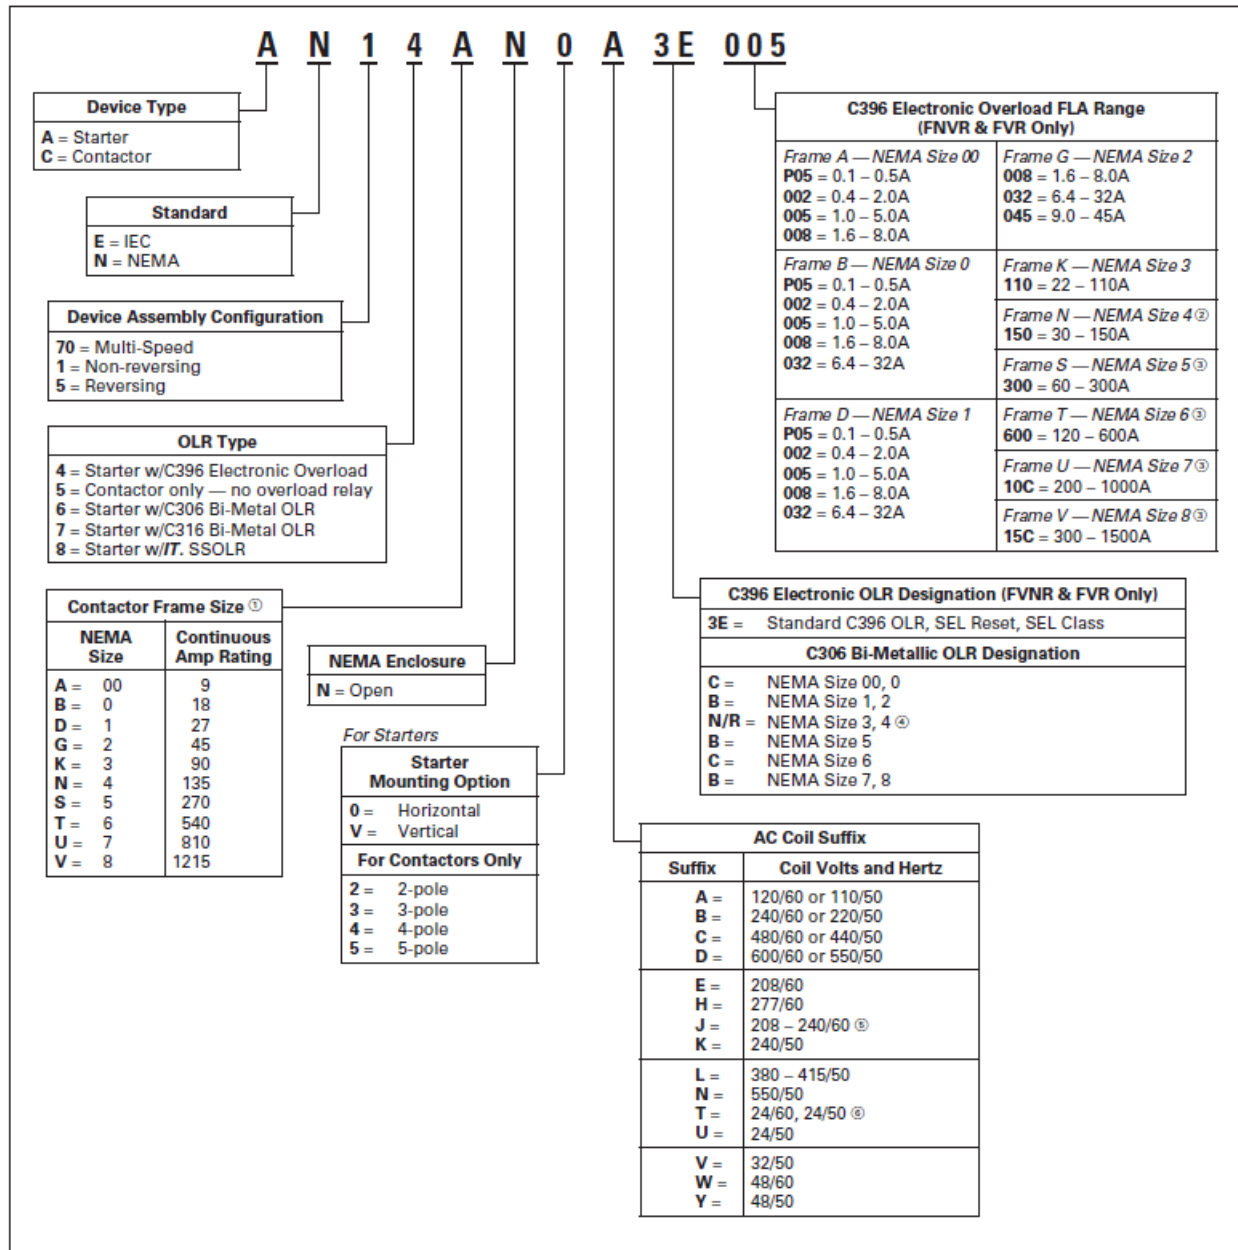 A N 1 4 A N 0 A 3E 005
Device Type
A = Starter
C = Contactor
Standard
E = IEC
N = NEMA
Device Assembly Configuration
70 = Multi-Speed
1 = Non-reversing
5 = Reversing
OLR Type
4 = Starter w/C396 Electronic Overload
5 = Contactor only — no overload relay
6 = Starter w/C306 Bi-Metal OLR
7 = Starter w/C316 Bi-Metal OLR
8 = Starter w/IT. SSOLR
Contactor Frame Size ①
NEMA Size
Continuous Amp Rating
A = 00 9
B = 0 18
D = 1 27
G = 2 45
K = 3 90
N = 4 135
S = 5 270
T = 6 540
U = 7 810
V = 8 1215
NEMA Enclosure
N = Open
For Starters
Starter
Mounting Option
0 = Horizontal
V = Vertical
For Contactors Only
2 = 2-pole
3 = 3-pole
4 = 4-pole
5 = 5-pole
C396 Electronic Overload FLA Range
(FNVR & FVR Only)
Frame A — NEMA Size 00
P05 = 0.1 – 0.5A
002 = 0.4 – 2.0A
005 = 1.0 – 5.0A
008 = 1.6 – 8.0A
Frame G — NEMA Size 2
008 = 1.6 – 8.0A
032 = 6.4 – 32A
045 = 9.0 – 45A
Frame B — NEMA Size 0
P05 = 0.1 – 0.5A
002 = 0.4 – 2.0A
005 = 1.0 – 5.0A
008 = 1.6 – 8.0A
032 = 6.4 – 32A
Frame K — NEMA Size 3
110 = 22 – 110A
Frame N — NEMA Size 4 ②
150 = 30 – 150A
Frame S — NEMA Size 5 ③
300 = 60 – 300A
Frame D — NEMA Size 1
P05 = 0.1 – 0.5A
002 = 0.4 – 2.0A
005 = 1.0 – 5.0A
008 = 1.6 – 8.0A
032 = 6.4 – 32A
Frame T — NEMA Size 6 ③
600 = 120 – 600A
Frame U — NEMA Size 7 ③
10C = 200 – 1000A
Frame V — NEMA Size 8 ③
15C = 300 – 1500A
C396 Electronic OLR Designation (FVNR & FVR Only)
3E = Standard C396 OLR, SEL Reset, SEL Class
C306 Bi-Metallic OLR Designation
C = NEMA Size 00, 0
B = NEMA Size 1, 2
N/R = NEMA Size 3, 4 ④
B = NEMA Size 5
C = NEMA Size 6
B = NEMA Size 7, 8
AC Coil Suffix
Suffix Coil Volts and Hertz
A = 120/60 or 110/50
B = 240/60 or 220/50
C = 480/60 or 440/50
D = 600/60 or 550/50
E = 208/60
H = 277/60
J = 208 – 240/60 ⑤
K = 240/50
L = 380 – 415/50
N = 550/50
T = 24/60, 24/50 ⑥
U = 24/50
V = 32/50
W = 48/60
Y = 48/50